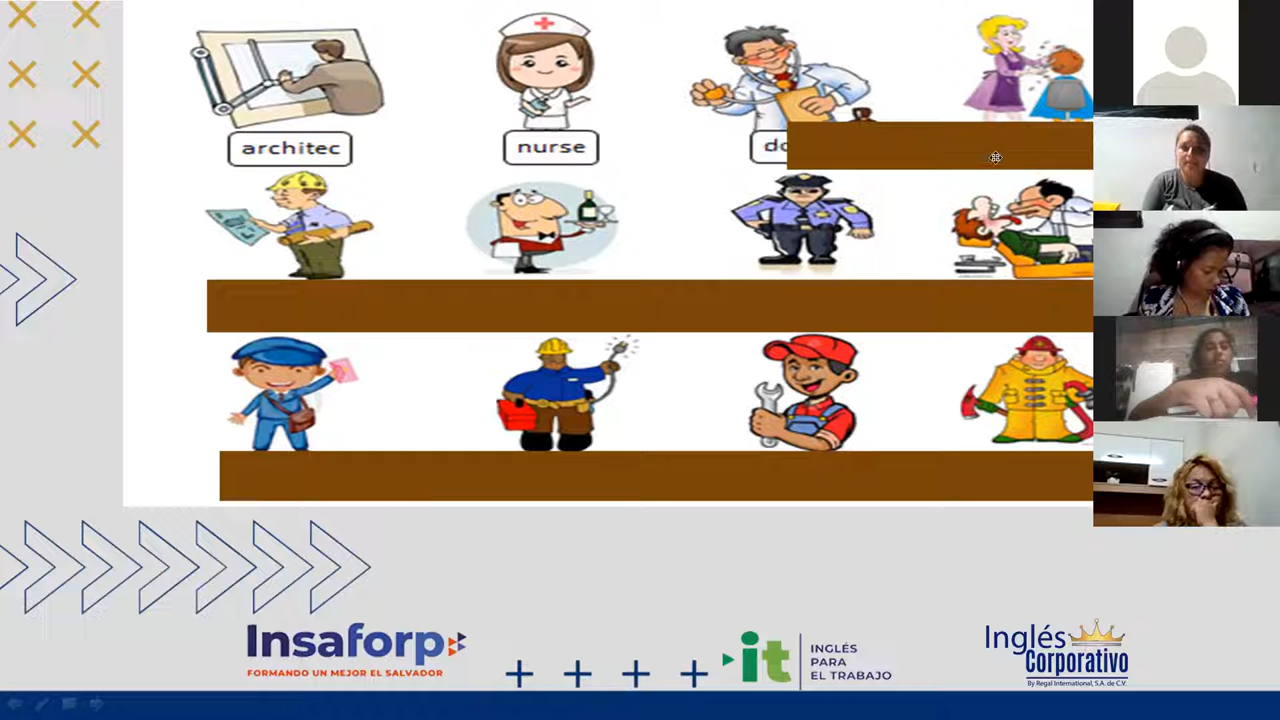 architec
nurse
do
Insaforp
FORMANDO UN MEJOR EL SALVADOR
it
INGLÉS
PARA
EL TRABAJO
Inglés
Corporativo
By Regal International, S.A. de C.V.